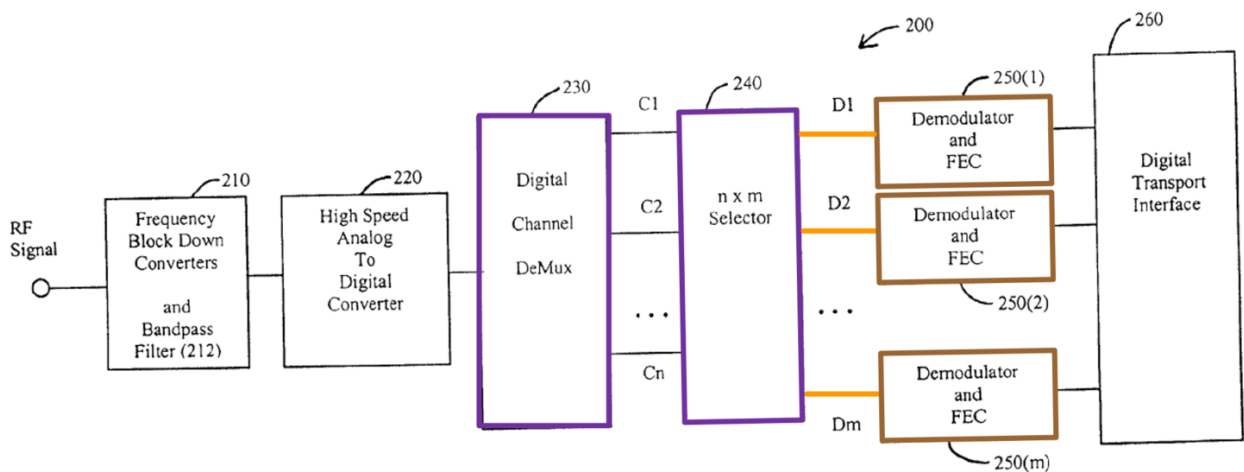 200
260
250(1)
230
240
C1
D1
Demodulator
and
FEC
210
220
Digital
Channel
DeMux
n x m
Selector
Digital
Transport
Interface
RF
Signal
Frequency
Block Down
Converters
and
Bandpass
Filter (212)
High Speed
Analog
To
Digital
Converter
C2
D2
Demodulator
and
FEC
250(2)
...
...
Cn
Dm
Demodulator
and
FEC
250(m)